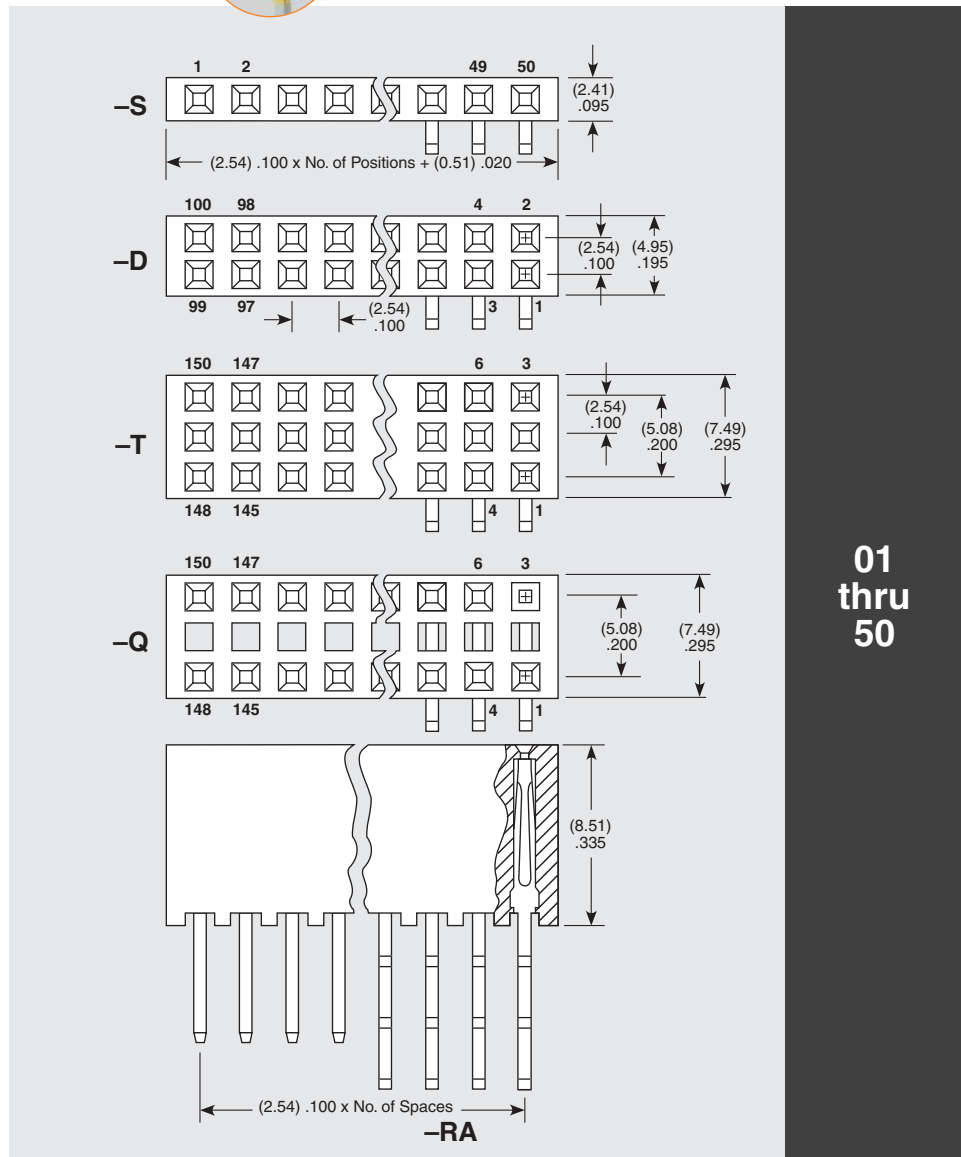 1 2 49 50
–S
(2.41)
.095
(2.54) .100 x No. of Positions + (0.51) .020
100 98 4 2
–D
(2.54)
.100
(4.95)
.195
99 97 3 1
(2.54)
.100
150 147 6 3
–T
(2.54)
.100
(5.08)
.200
(7.49)
.295
148 145 4 1
150 147 6 3
–Q
(5.08)
.200
(7.49)
.295
148 145 4 1
(8.51)
.335
(2.54) .100 x No. of Spaces
–RA
01
thru
50